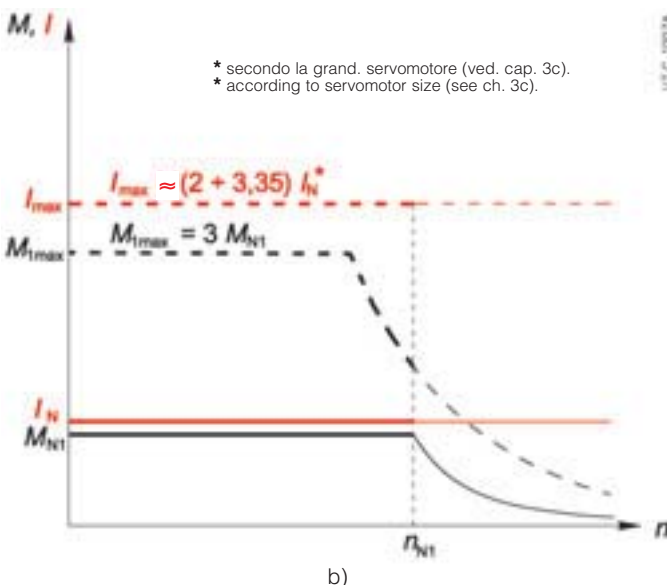 M, I
* secondo la grand. servomotore (ved. cap. 3c).
* according to servomotor size (see ch. 3c).
Imax ≈ (2 + 3,35) IN*
Imax
M1max = 3 MN1
M1max
IN
MN1
nN1
n
b)